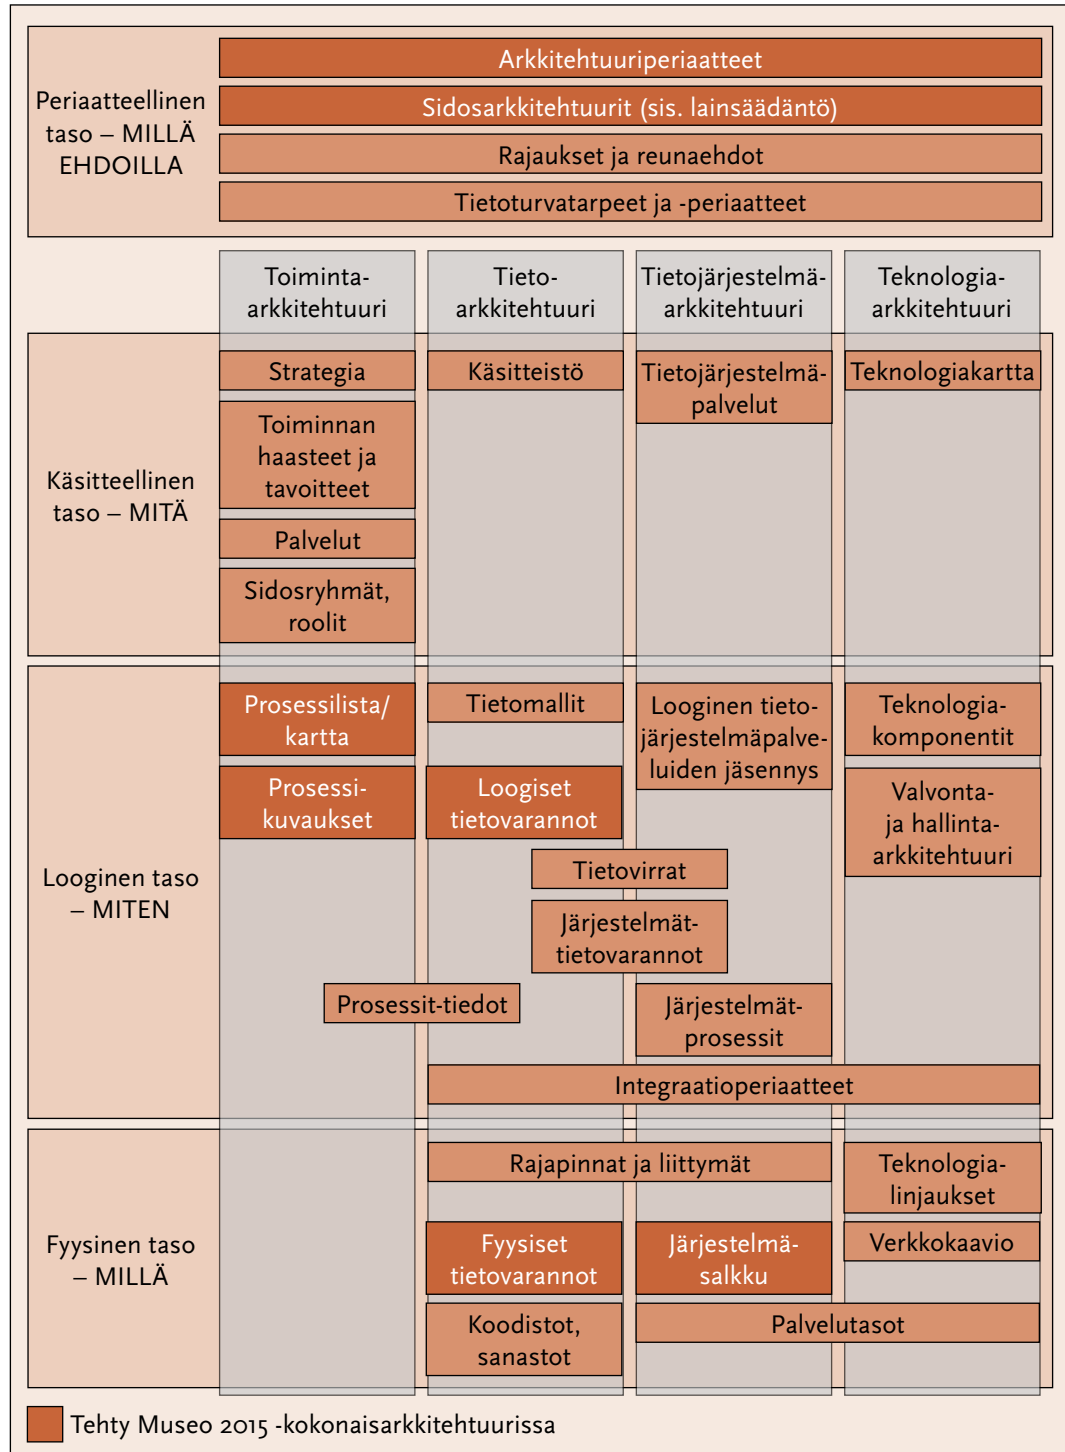 Periaatteellinen
taso – MILLÄ
EHDOILLA
Arkkitehtuuriperiaatteet
Sidosarkkitehtuurit (sis. lainsäädäntö)
Rajaukset ja reunaehdot
Tietoturvatarpeet ja -periaatteet
Toiminta-
arkkitehtuuri
Tieto-
arkkitehtuuri
Tietojärjestelmä-
arkkitehtuuri
Teknologia-
arkkitehtuuri
Käsitteellinen
taso – MITÄ
Strategia
Toiminnan
haasteet ja
tavoitteet
Palvelut
Sidosryhmät,
roolit
Käsitteistö
Tietojärjestelmä-
palvelut
Teknologiakartta
Looginen taso
– MITEN
Prosessilista/
kartta
Prosessi-
kuvaukset
Tietomallit
Loogiset
tietovarannot
Looginen tieto-
järjestelmäpalve-
luiden jäsennys
Teknologia-
komponentit
Valvonta-
ja hallinta-
arkkitehtuuri
Tietovirrat
Järjestelmät-
tietovarannot
Prosessit-tiedot
Järjestelmät-
prosessit
Integraatioperiaatteet
Fyysinen taso
– MILLÄ
Rajapinnat ja liittymät
Teknologia-
linjaukset
Fyysiset
tietovarannot
Järjestelmä-
salkku
Verkkokaavio
Koodistot,
sanastot
Palvelutasot
Tehty Museo 2015 -kokonaisarkkitehtuurissa